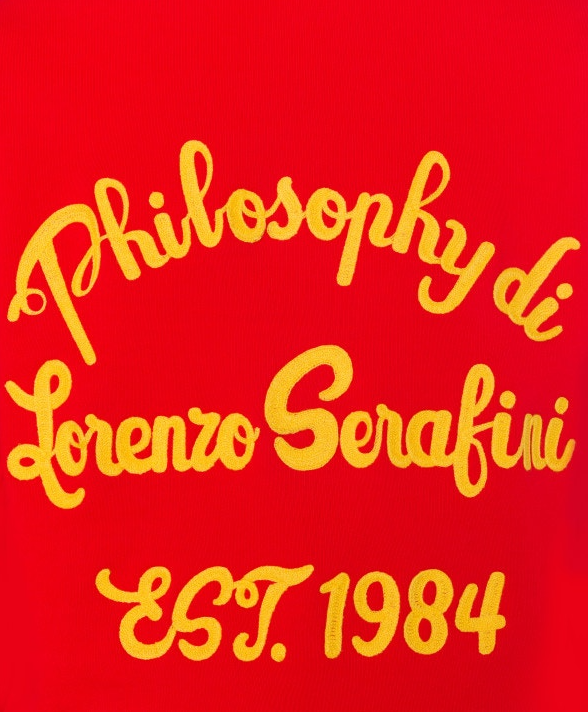 Philosophy di
Lorenzo Serafini
EST. 1984